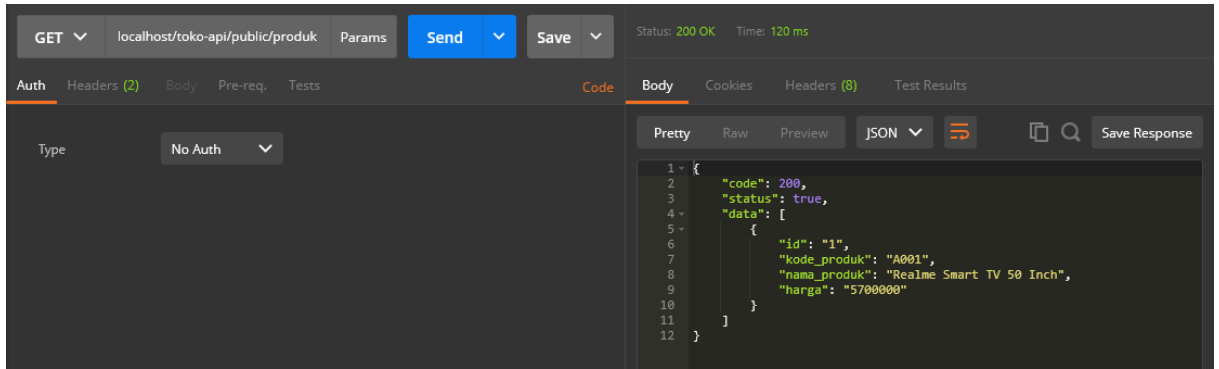 GET localhost/toko-api/public/produk Params Send Save
Auth Headers (2) Body Pre-req. Tests Code
Type No Auth
Status: 200 OK Time: 120 ms
Body Cookies Headers (8) Test Results
Pretty Raw Preview JSON Save Response
1 {
2 "code": 200,
3 "status": true,
4 "data": [
5 {
6 "id": "1",
7 "kode_produk": "A001",
8 "nama_produk": "Realme Smart TV 50 Inch",
9 "harga": "5700000"
10 }
11 ]
12 }